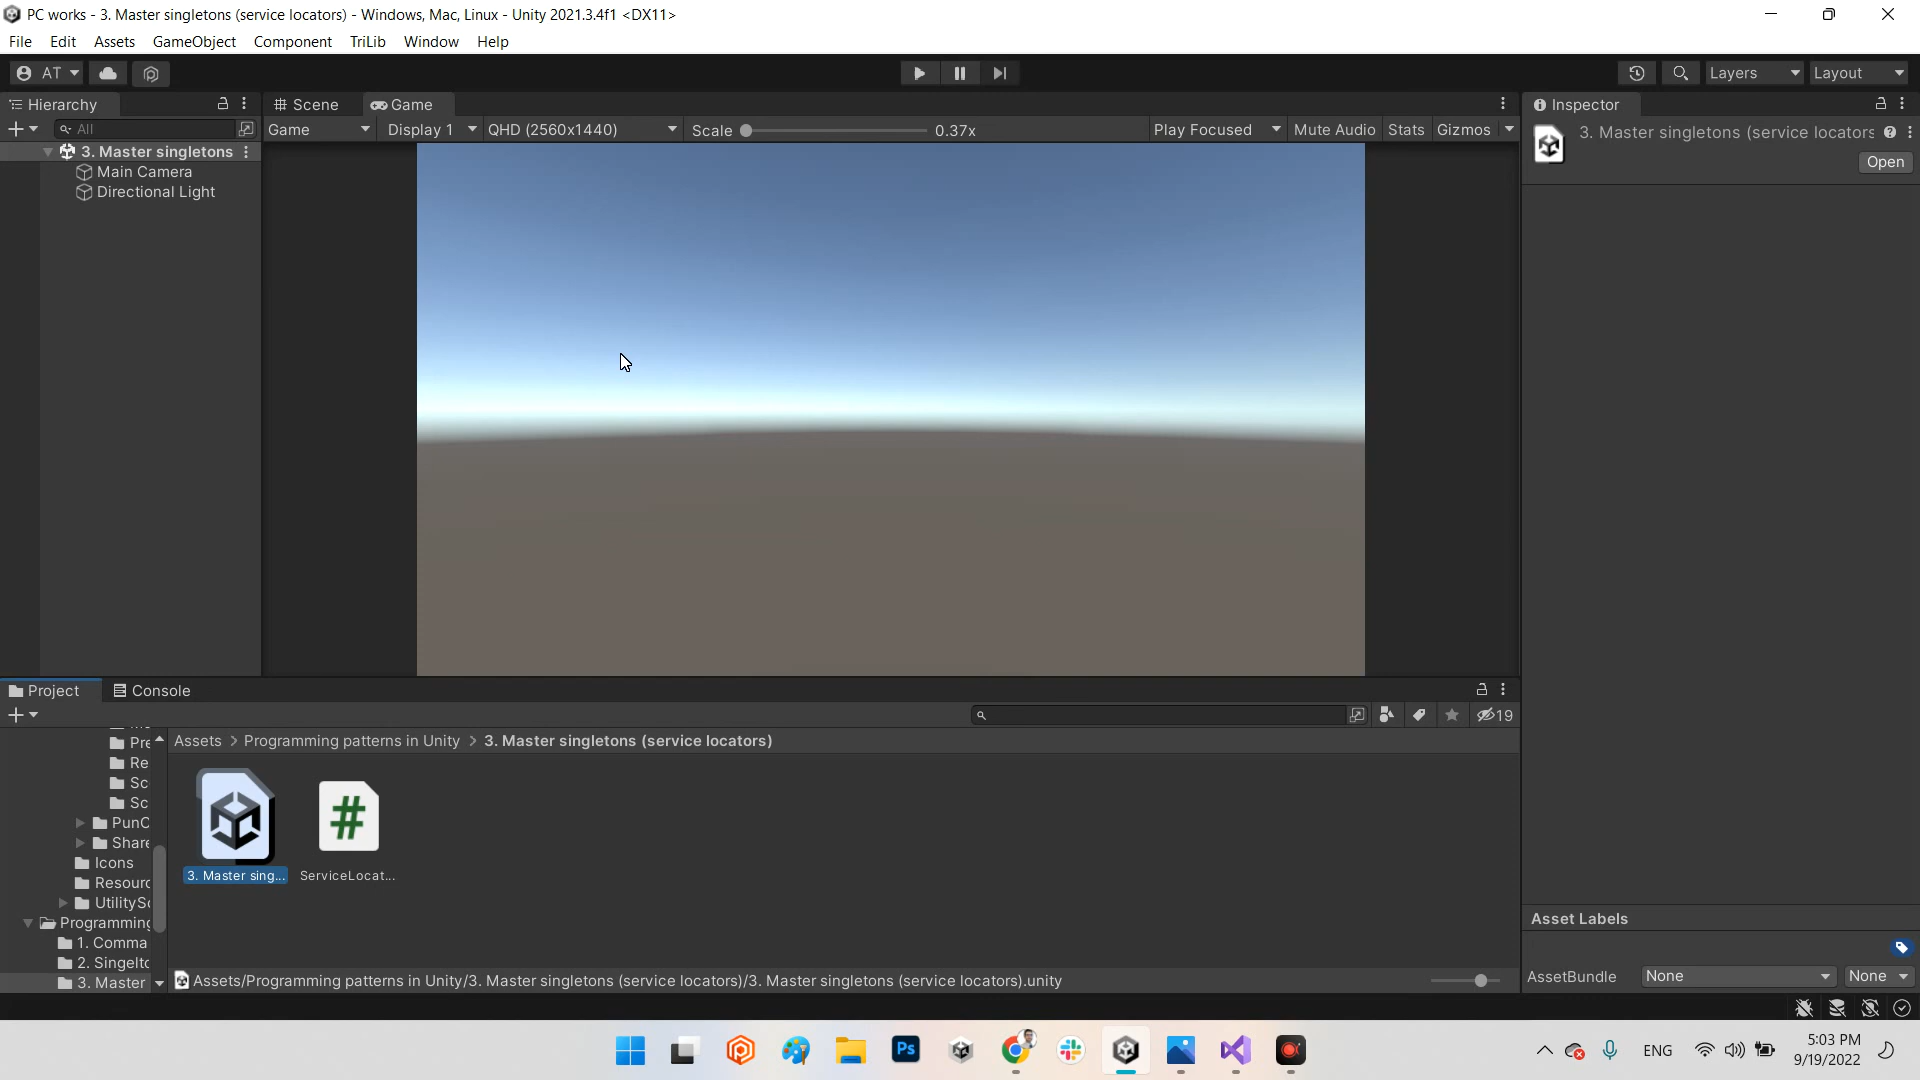 PC works - 3. Master singletons (service locators) - Windows, Mac, Linux - Unity 2021.3.4f1 <DX11>
File Edit Assets GameObject Component TriLib Window Help
AT
Layers Layout
Hierarchy
Scene Game
Inspector
All
Game Display 1 QHD (2560x1440) Scale 0.37x Play Focused Mute Audio Stats Gizmos
3. Master singletons (service locators
Open
3. Master singletons
Main Camera
Directional Light
Project Console
19
Assets > Programming patterns in Unity > 3. Master singletons (service locators)
Pre
Re
Sc
Sc
PunC
Share
Icons
Resourc
UtilitySc
Programming
1. Comma
2. Singelto
3. Master
3. Master sing...
#
ServiceLocat...
Assets/Programming patterns in Unity/3. Master singletons (service locators)/3. Master singletons (service locators).unity
Asset Labels
AssetBundle None None
Ps
ENG
5:03 PM
9/19/2022